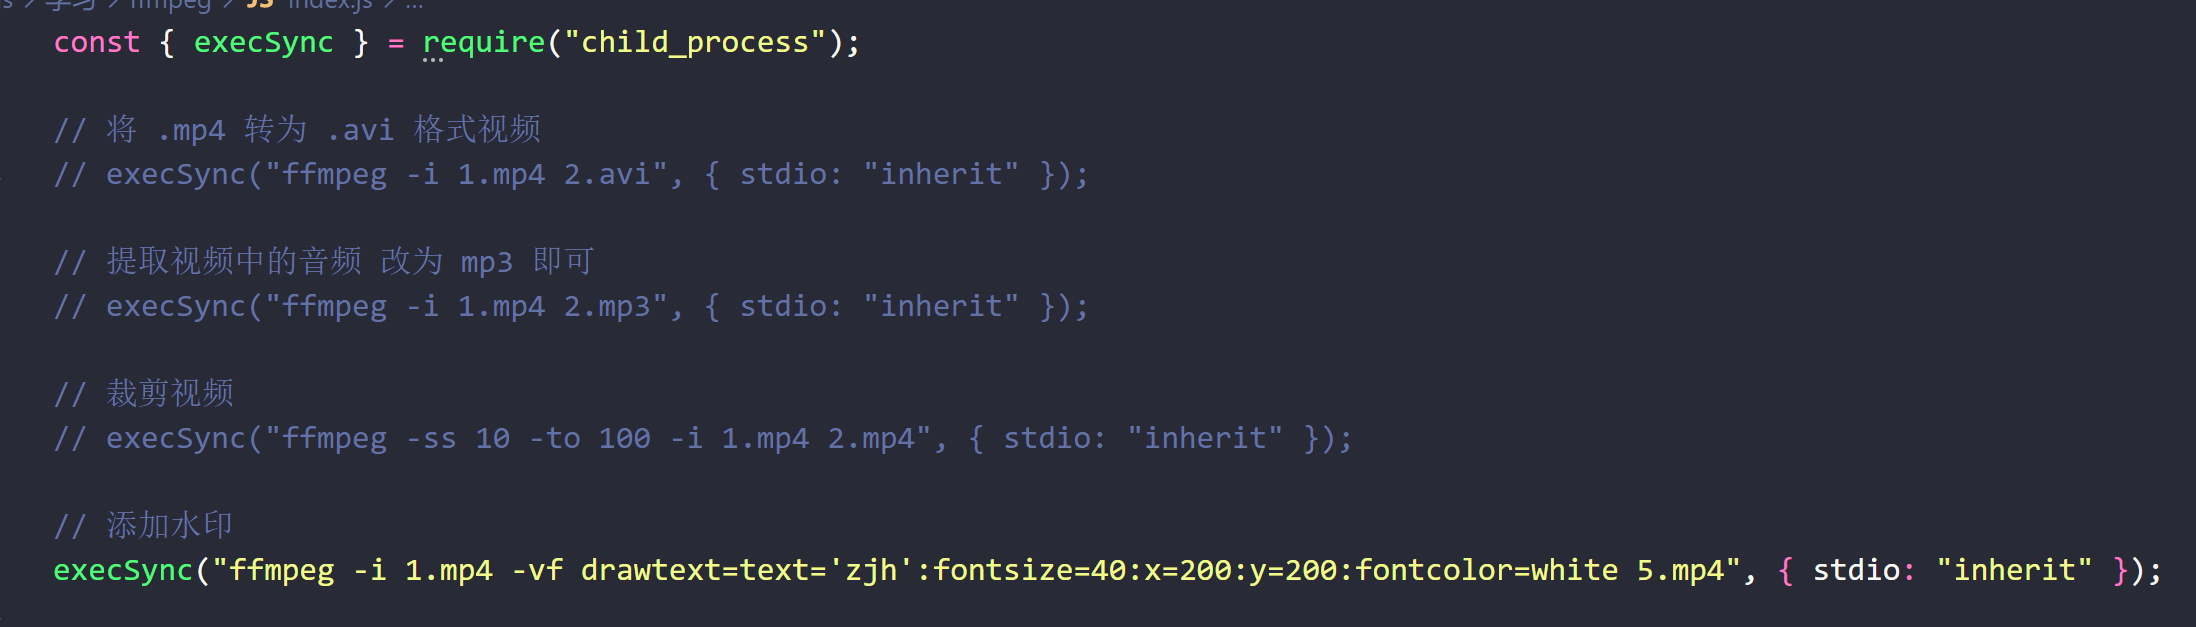 学习 > ffmpeg > JS index.js > ...
const { execSync } = require("child_process");
// 将 .mp4 转为 .avi 格式视频
// execSync("ffmpeg -i 1.mp4 2.avi", { stdio: "inherit" });
// 提取视频中的音频 改为 mp3 即可
// execSync("ffmpeg -i 1.mp4 2.mp3", { stdio: "inherit" });
// 裁剪视频
// execSync("ffmpeg -ss 10 -to 100 -i 1.mp4 2.mp4", { stdio: "inherit" });
// 添加水印
execSync("ffmpeg -i 1.mp4 -vf drawtext=text='zjh':fontsize=40:x=200:y=200:fontcolor=white 5.mp4", { stdio: "inherit" });